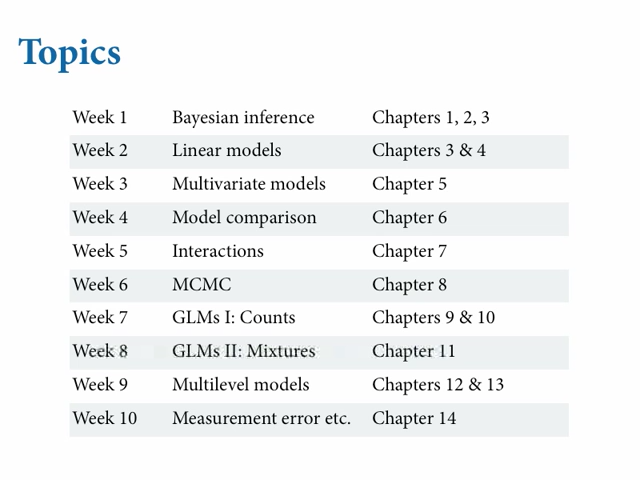 Topics
Week 1 Bayesian inference Chapters 1, 2, 3
Week 2 Linear models Chapters 3 & 4
Week 3 Multivariate models Chapter 5
Week 4 Model comparison Chapter 6
Week 5 Interactions Chapter 7
Week 6 MCMC Chapter 8
Week 7 GLMs I: Counts Chapters 9 & 10
Week 8 GLMs II: Mixtures Chapter 11
Week 9 Multilevel models Chapters 12 & 13
Week 10 Measurement error etc. Chapter 14